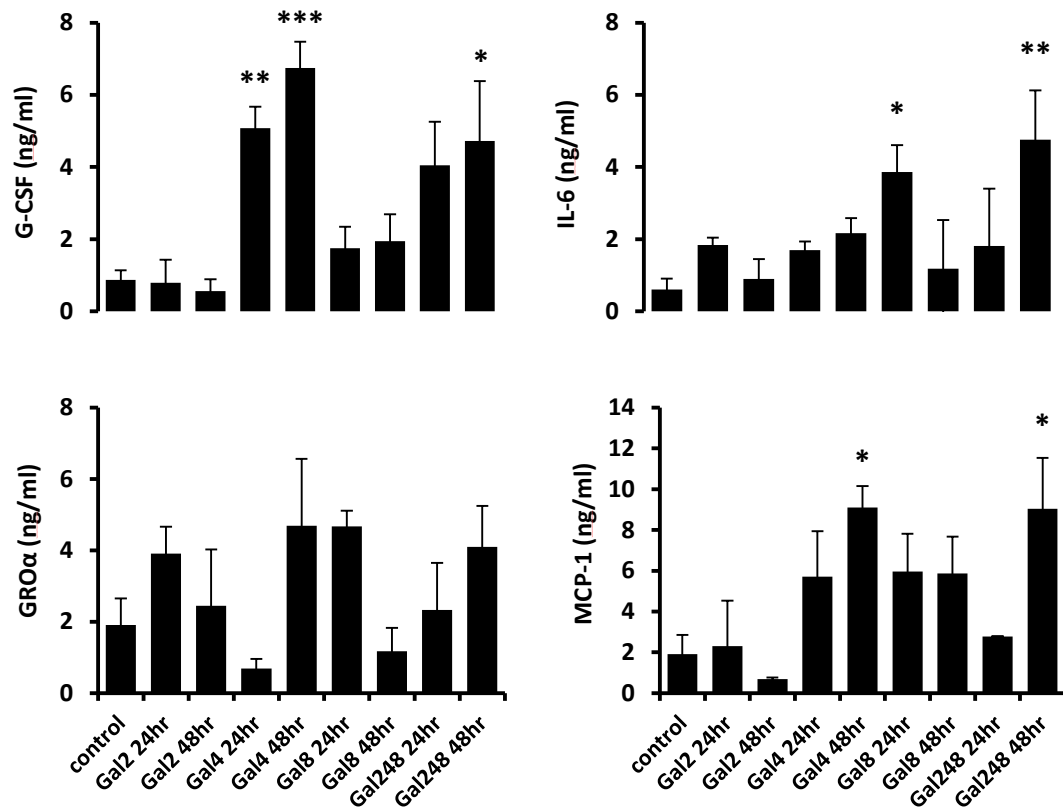 G-CSF (ng/ml)
8
6
4
2
0
**
***
*
IL-6 (ng/ml)
8
6
4
2
0
*
**
GROα (ng/ml)
8
6
4
2
0
control
Gal2 24hr
Gal2 48hr
Gal4 24hr
Gal4 48hr
Gal8 24hr
Gal8 48hr
Gal248 24hr
Gal248 48hr
MCP-1 (ng/ml)
14
12
10
8
6
4
2
0
*
*
control
Gal2 24hr
Gal2 48hr
Gal4 24hr
Gal4 48hr
Gal8 24hr
Gal8 48hr
Gal248 24hr
Gal248 48hr